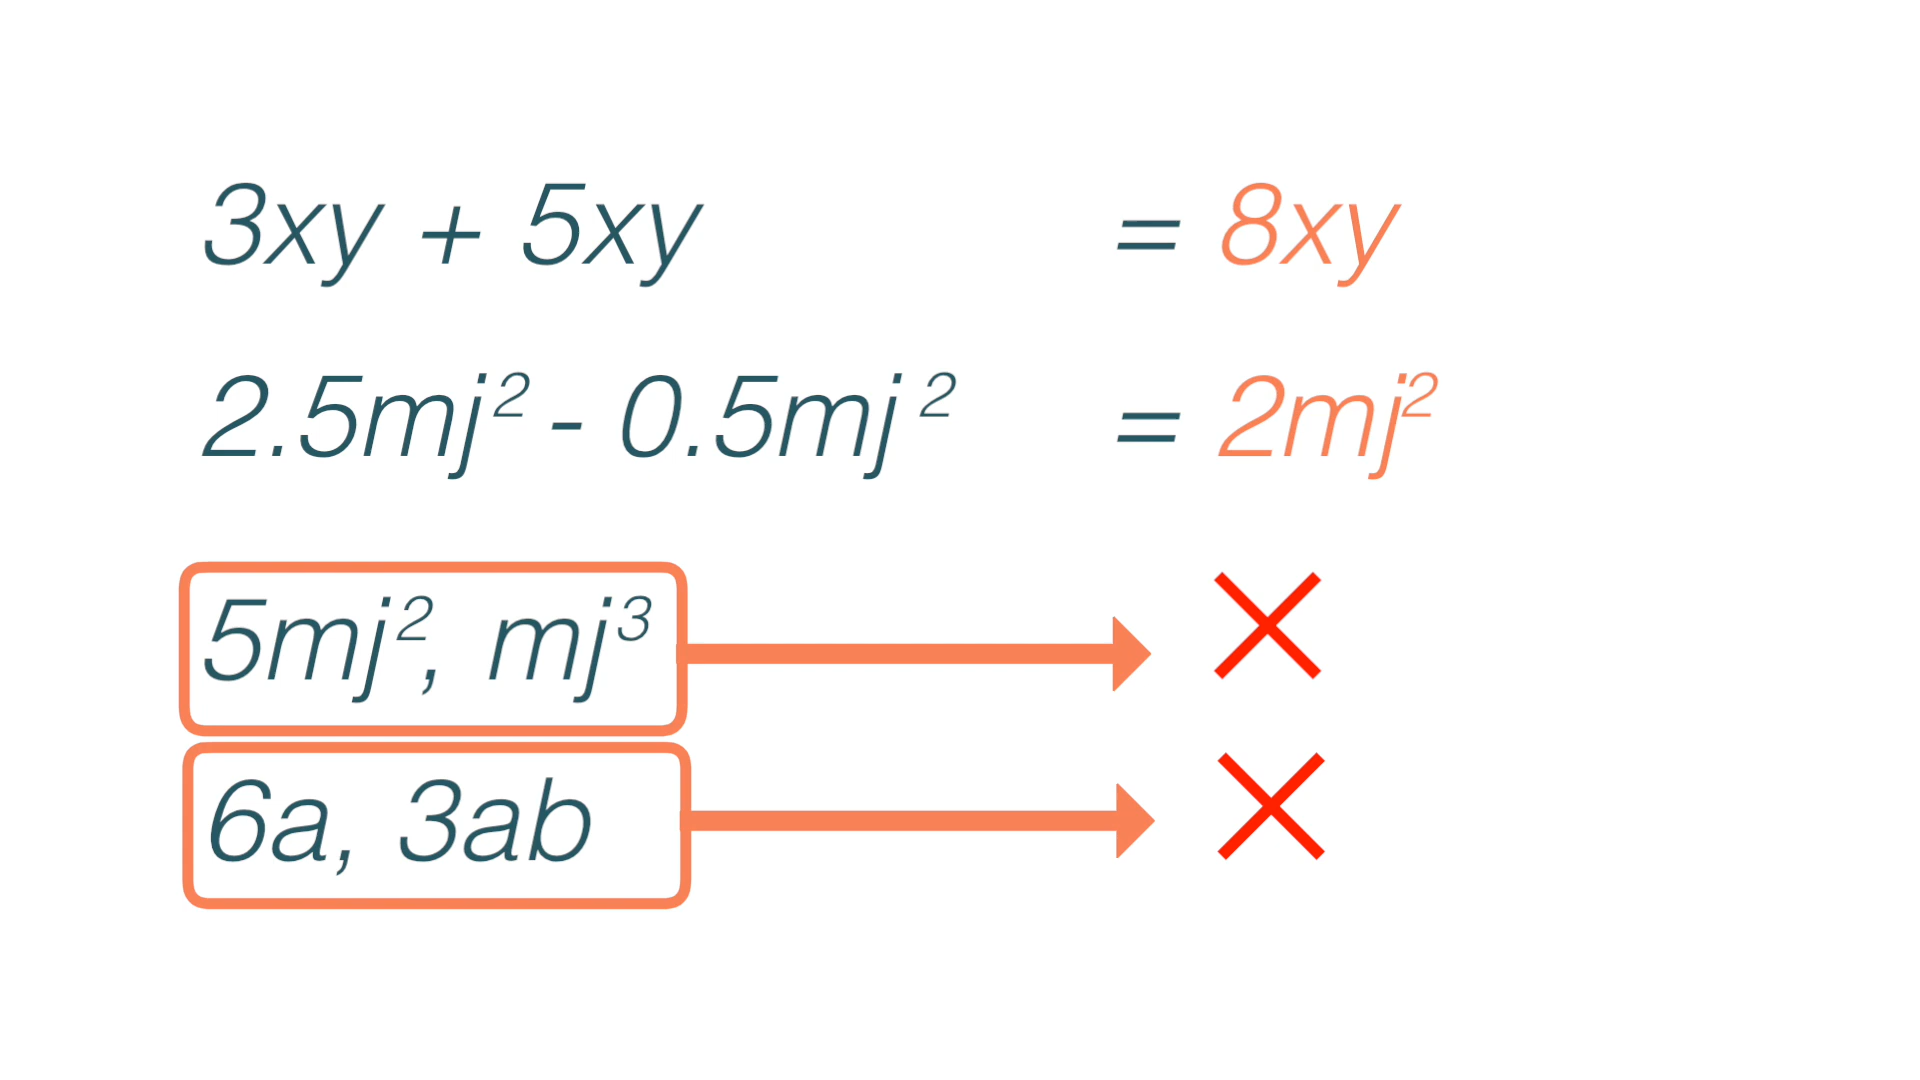 3xy + 5xy = 8xy
2.5mj² - 0.5mj² = 2mj²
5mj², mj³
6a, 3ab